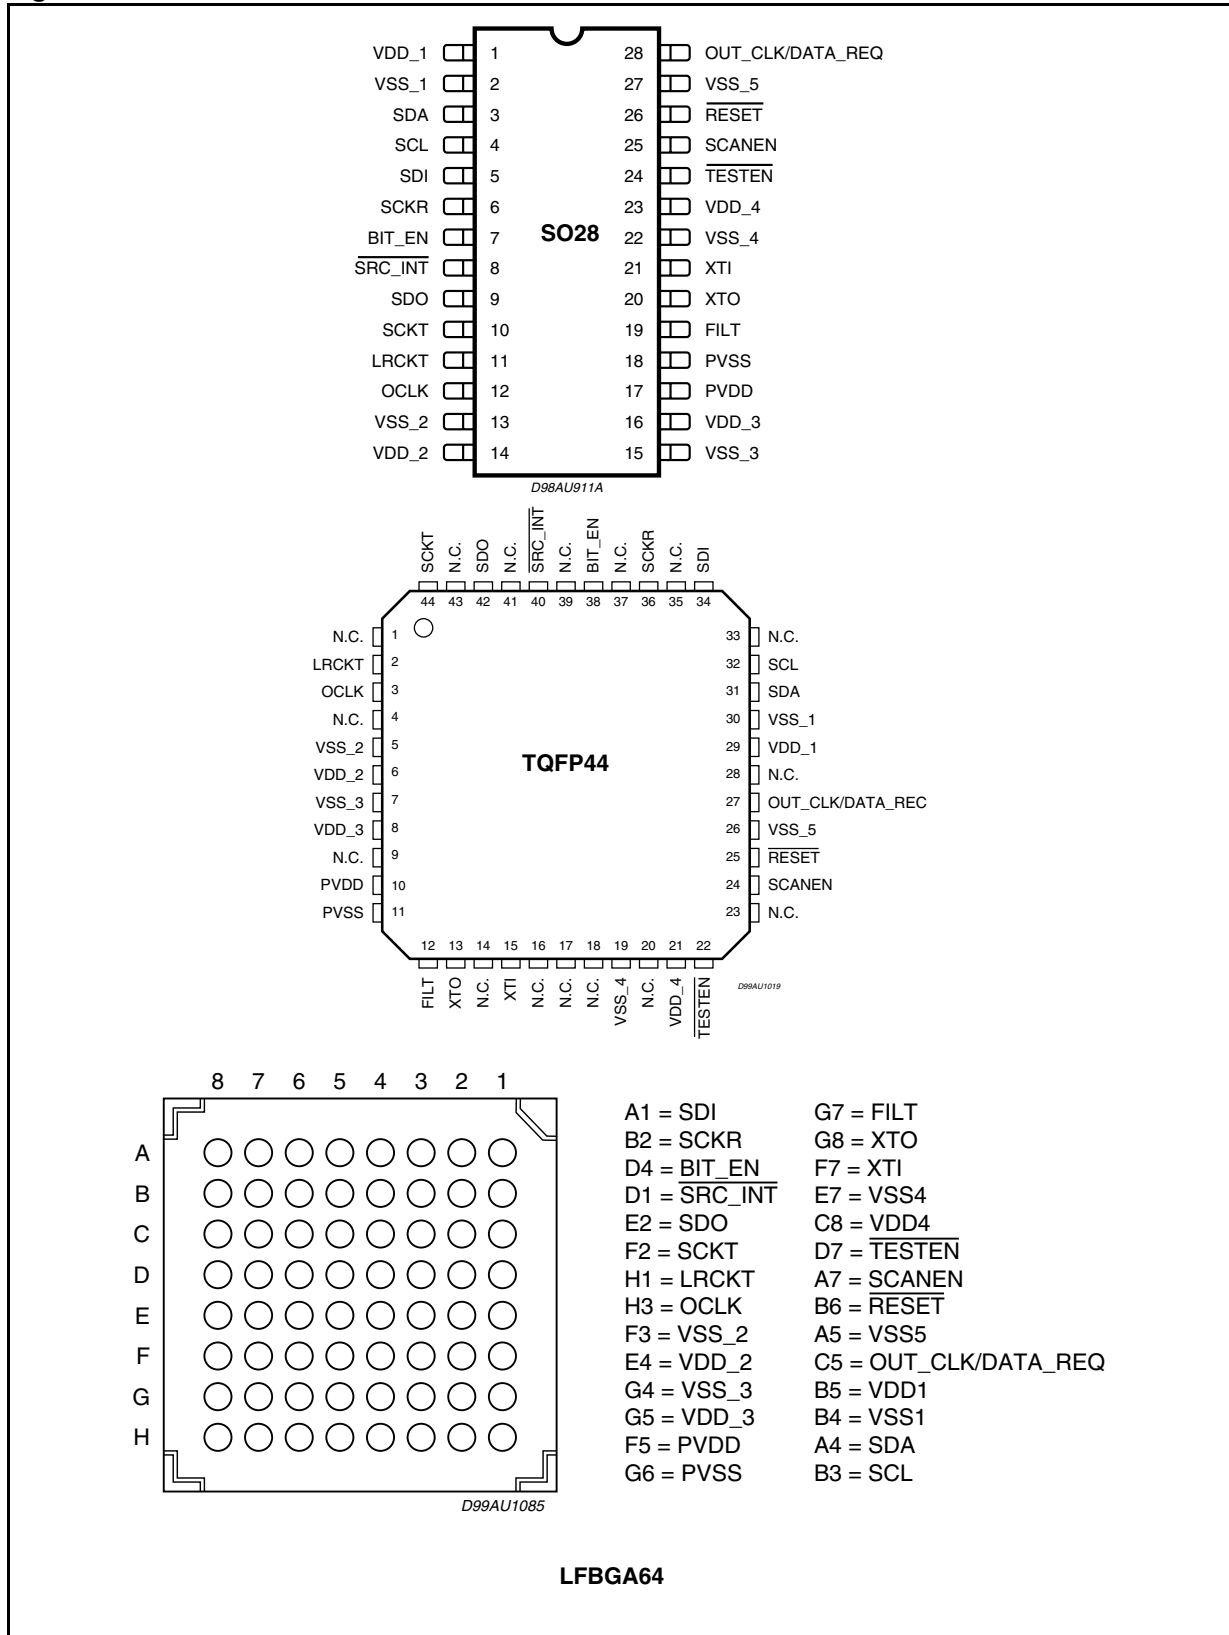 VDD_1 1 28 OUT_CLK/DATA_REQ
VSS_1 2 27 VSS_5
SDA 3 26 RESET
SCL 4 25 SCANEN
SDI 5 24 TESTEN
SCKR 6 23 VDD_4
BIT_EN 7 22 VSS_4
SO28
SRC_INT 8 21 XTI
SDO 9 20 XTO
SCKT 10 19 FILT
LRCKT 11 18 PVSS
OCLK 12 17 PVDD
VSS_2 13 16 VDD_3
VDD_2 14 15 VSS_3
D98AU911A
SCKT N.C. SDO N.C. SRC_INT N.C. BIT_EN N.C. SCKR N.C. SDI
44 43 42 41 40 39 38 37 36 35 34
N.C. 1 33 N.C.
LRCKT 2 32 SCL
OCLK 3 31 SDA
N.C. 4 30 VSS_1
VSS_2 5 29 VDD_1
TQFP44
VDD_2 6 28 N.C.
VSS_3 7 27 OUT_CLK/DATA_REC
VDD_3 8 26 VSS_5
N.C. 9 25 RESET
PVDD 10 24 SCANEN
PVSS 11 23 N.C.
12 13 14 15 16 17 18 19 20 21 22
FILT XTO N.C. XTI N.C. N.C. N.C. VSS_4 N.C. VDD_4 TESTEN
D99AU1019
8 7 6 5 4 3 2 1
A
B
C
D
E
F
G
H
D99AU1085
A1 = SDI
B2 = SCKR
D4 = BIT_EN
D1 = SRC_INT
E2 = SDO
F2 = SCKT
H1 = LRCKT
H3 = OCLK
F3 = VSS_2
E4 = VDD_2
G4 = VSS_3
G5 = VDD_3
F5 = PVDD
G6 = PVSS
G7 = FILT
G8 = XTO
F7 = XTI
E7 = VSS4
C8 = VDD4
D7 = TESTEN
A7 = SCANEN
B6 = RESET
A5 = VSS5
C5 = OUT_CLK/DATA_REQ
B5 = VDD1
B4 = VSS1
A4 = SDA
B3 = SCL
LFBGA64